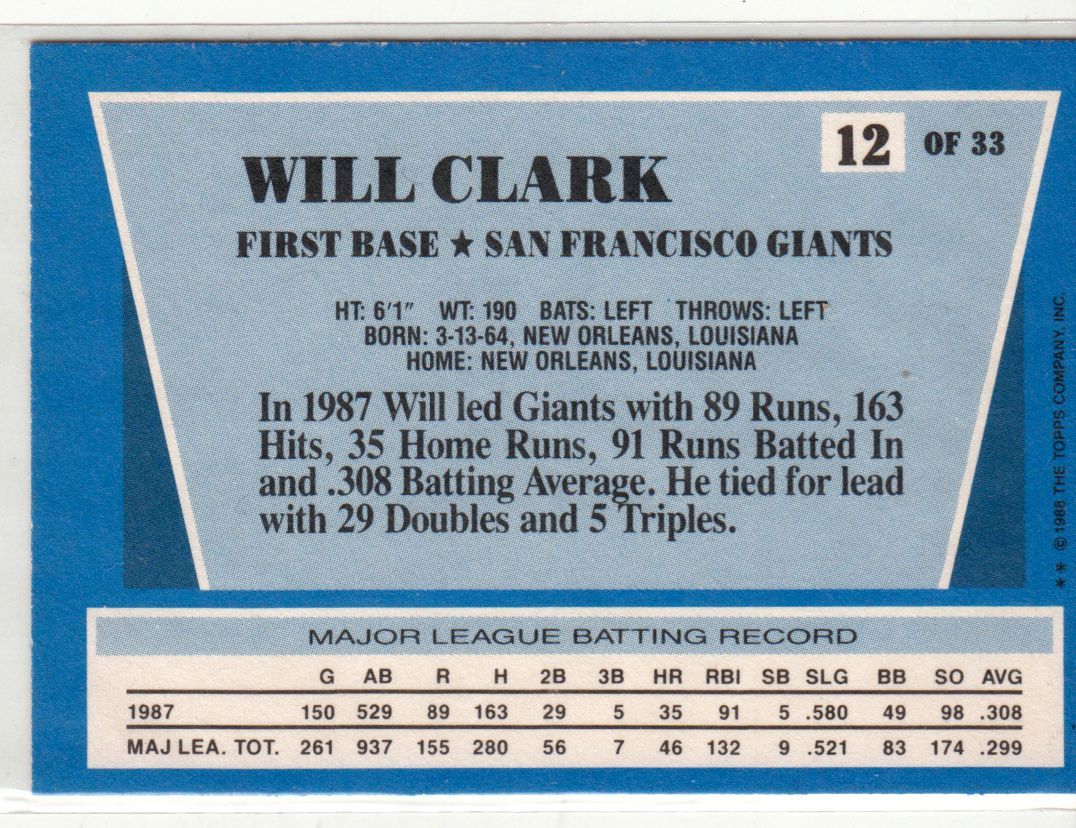 12 OF 33
WILL CLARK
FIRST BASE ★ SAN FRANCISCO GIANTS
HT: 6'1" WT: 190 BATS: LEFT THROWS: LEFT
BORN: 3-13-64, NEW ORLEANS, LOUISIANA
HOME: NEW ORLEANS, LOUISIANA
In 1987 Will led Giants with 89 Runs, 163
Hits, 35 Home Runs, 91 Runs Batted In
and .308 Batting Average. He tied for lead
with 29 Doubles and 5 Triples.
** © 1988 THE TOPPS COMPANY, INC.
MAJOR LEAGUE BATTING RECORD
G AB R H 2B 3B HR RBI SB SLG BB SO AVG
1987 150 529 89 163 29 5 35 91 5 .580 49 98 .308
MAJ LEA. TOT. 261 937 155 280 56 7 46 132 9 .521 83 174 .299